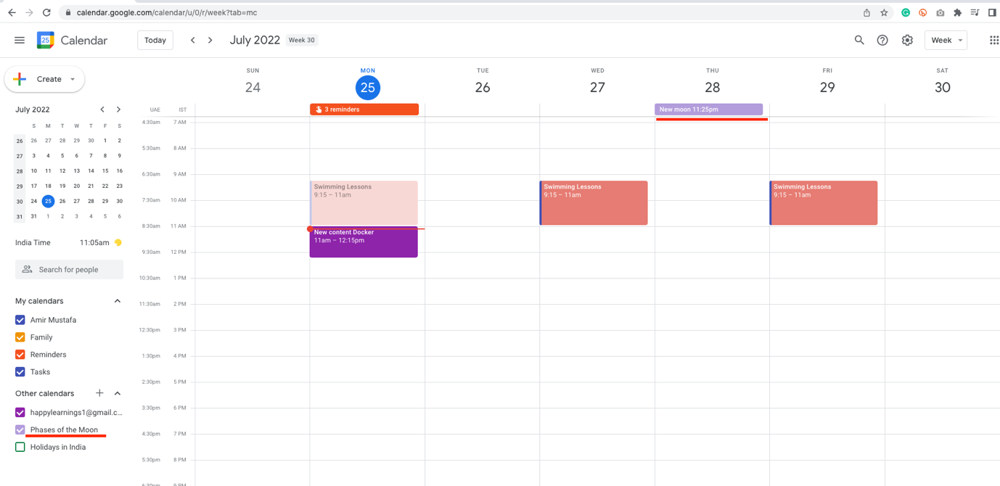 calendar.google.com/calendar/u/0/r/week?tab=mc
25 Calendar Today July 2022 Week 30 Week
Create
July 2022
S M T W T F S
26 26 27 28 29 30 1 2
27 3 4 5 6 7 8 9
28 10 11 12 13 14 15 16
29 17 18 19 20 21 22 23
30 24 25 26 27 28 29 30
31 31 1 2 3 4 5 6
India Time 11:05am
Search for people
My calendars
Amir Mustafa
Family
Reminders
Tasks
Other calendars
happylearnings1@gmail.c...
Phases of the Moon
Holidays in India
SUN MON TUE WED THU FRI SAT
24 25 26 27 28 29 30
UAE IST 3 reminders New moon 11:25pm
4:30am 7 AM
5:30am 8 AM
6:30am 9 AM
Swimming Lessons Swimming Lessons Swimming Lessons
9:15 – 11am 9:15 – 11am 9:15 – 11am
7:30am 10 AM
8:30am 11 AM
New content Docker
11am – 12:15pm
9:30am 12 PM
10:30am 1 PM
11:30am 2 PM
12:30pm 3 PM
1:30pm 4 PM
2:30pm 5 PM
3:30pm 6 PM
4:30pm 7 PM
5:30pm 8 PM
6:30pm 9 PM